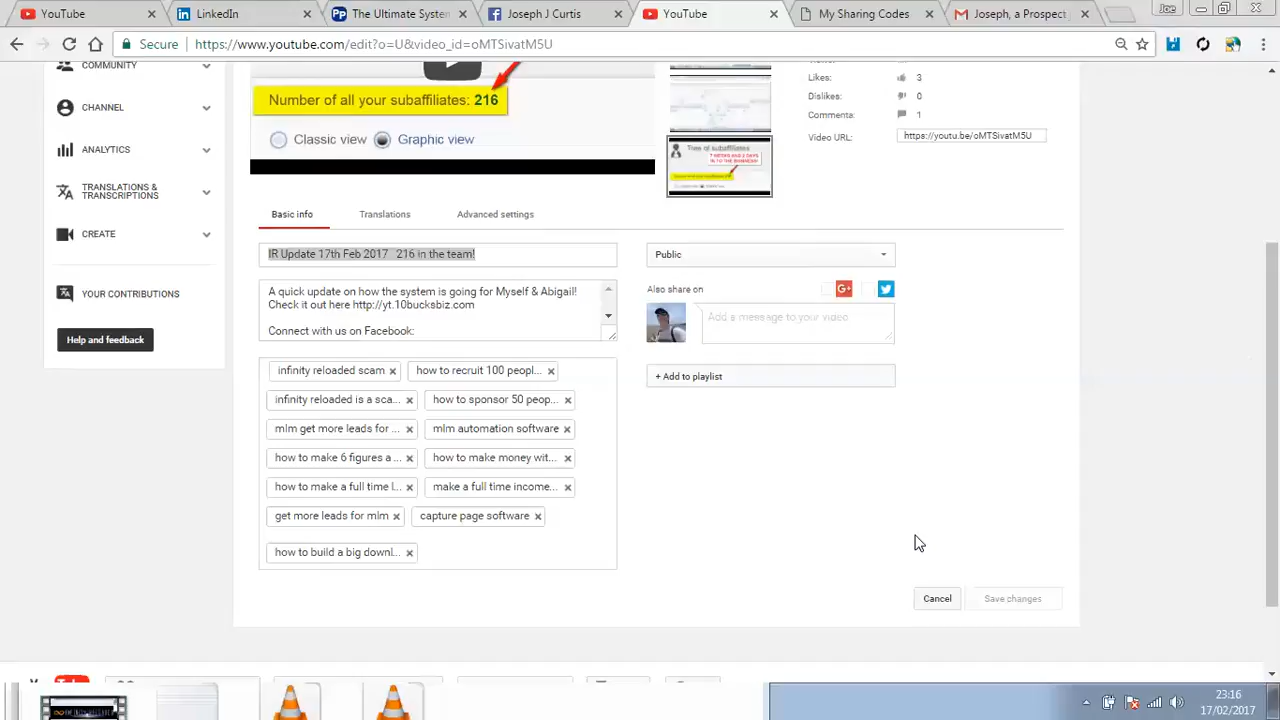 YouTube
LinkedIn
The Monday System
Joseph J Curtis
YouTube
My Sharing Codes
Joseph, a Prospect
Joe
Secure
https://www.youtube.com/edit?o=U&video_id=oMTSivatM5U
COMMUNITY
CHANNEL
ANALYTICS
TRANSLATIONS &
TRANSCRIPTIONS
CREATE
YOUR CONTRIBUTIONS
Help and feedback
Number of all your subaffiliates: 216
Classic view
Graphic view
Tree of subaffiliates
Likes: 3
Dislikes: 0
Comments: 1
Video URL: https://youtu.be/oMTSivatM5U
Basic info
Translations
Advanced settings
IR Update 17th Feb 2017 216 in the team!
A quick update on how the system is going for Myself & Abigail!
Check it out here http://yt.10bucksbiz.com
Connect with us on Facebook:
infinity reloaded scam
how to recruit 100 peopl...
infinity reloaded is a sca...
how to sponsor 50 peop...
mlm get more leads for ...
mlm automation software
how to make 6 figures a ...
how to make money wit...
how to make a full time l...
make a full time income...
get more leads for mlm
capture page software
how to build a big downl...
Public
Also share on
G+
Add a message to your video
+ Add to playlist
Cancel
Save changes
23:16
17/02/2017